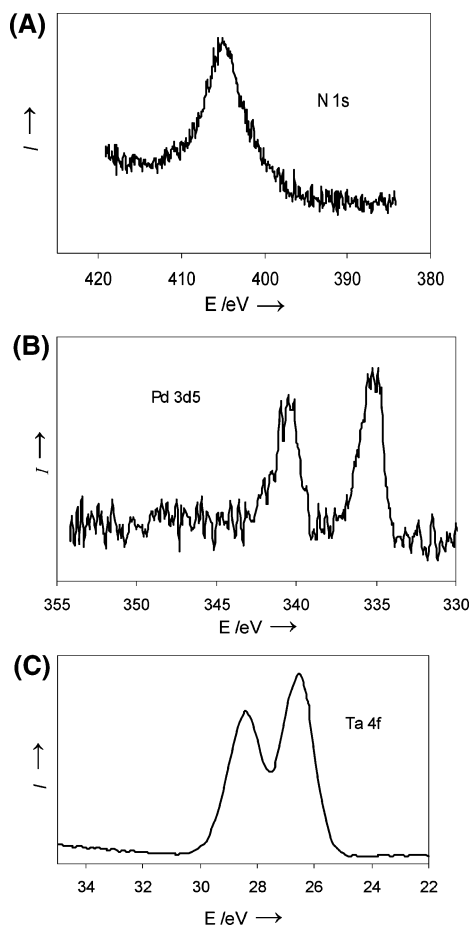 (A)
N 1s
I →
420 410 400 390 380
E /eV →
(B)
Pd 3d5
I →
355 350 345 340 335 330
E /eV →
(C)
Ta 4f
I →
34 32 30 28 26 24 22
E /eV →